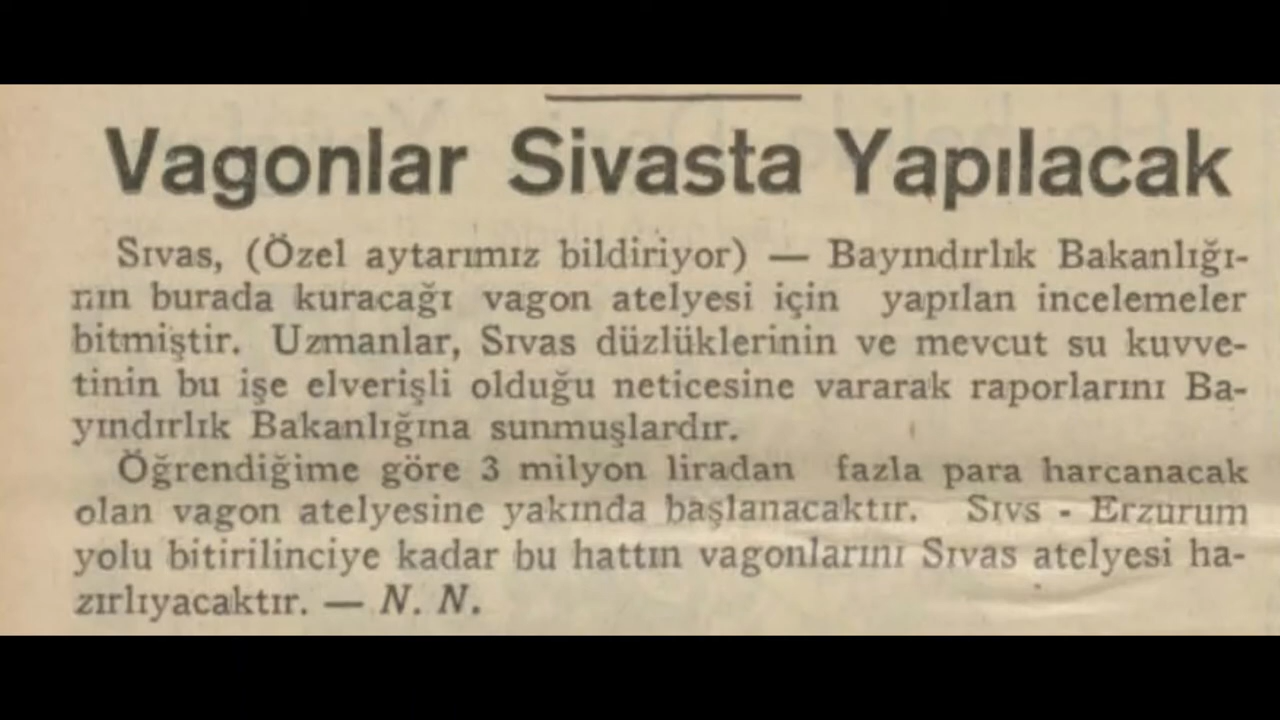 Vagonlar Sivasta Yapılacak
Sıvas, (Özel aytarımız bildiriyor) — Bayındırlık Bakanlığı-
nın burada kuracağı vagon atelyesi için yapılan incelemeler
bitmiştir. Uzmanlar, Sıvas düzlüklerinin ve mevcut su kuvve-
tinin bu işe elverişli olduğu neticesine vararak raporlarını Ba-
yındırlık Bakanlığına sunmuşlardır.
Öğrendiğime göre 3 milyon liradan fazla para harcanacak
olan vagon atelyesine yakında başlanacaktır. Sıvs - Erzurum
yolu bitirilinciye kadar bu hattın vagonlarını Sıvas atelyesi ha-
zırlıyacaktır. — N. N.